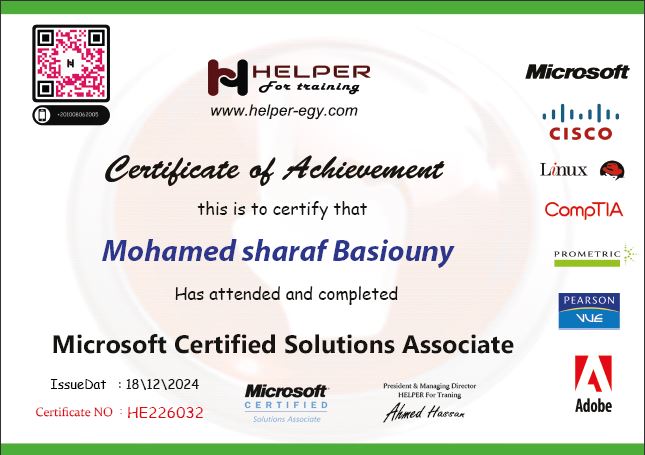 HELPER
For training
www.helper-egy.com
+201008062005
Microsoft
CISCO
Linux
CompTIA
PROMETRIC
PEARSON
VUE
Adobe
Certificate of Achievement
this is to certify that
Mohamed sharaf Basiouny
Has attended and completed
Microsoft Certified Solutions Associate
IssueDat : 18\12\2024
Certificate NO : HE226032
Microsoft
CERTIFIED
Solutions Associate
President & Managing Director
HELPER For Traning
Ahmed Hassan